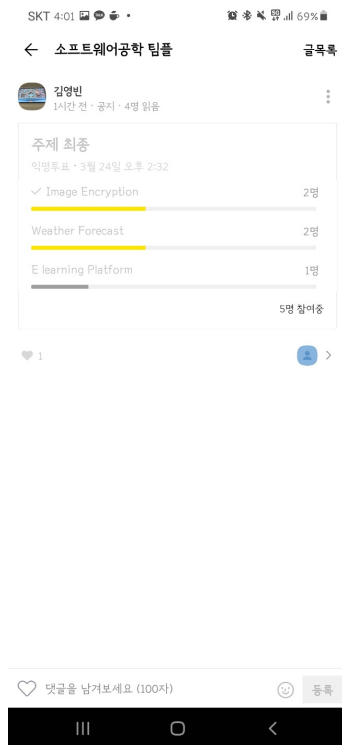 SKT 4:01
69%
소프트웨어공학 팀플
글목록
김영빈
1시간 전 · 공지 · 4명 읽음
주제 최종
익명투표 · 3월 24일 오후 2:32
Image Encryption 2명
Weather Forecast 2명
E learning Platform 1명
5명 참여중
1
댓글을 남겨보세요 (100자)
등록